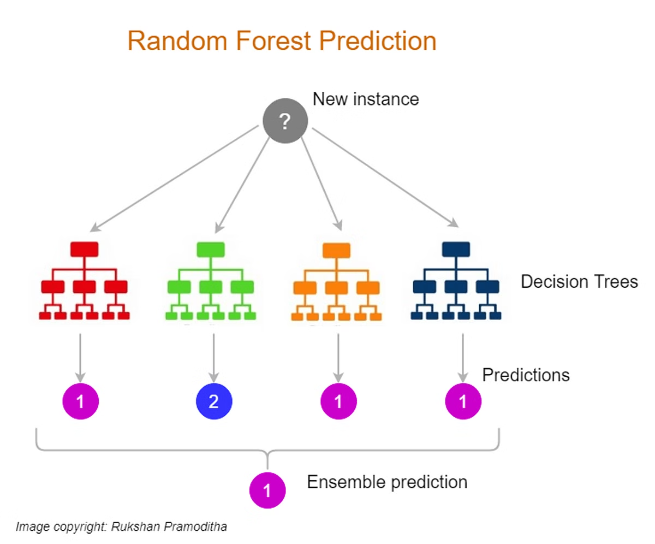 Random Forest Prediction
New instance
?
Decision Trees
Predictions
1
2
1
1
Ensemble prediction
1
Image copyright: Rukshan Pramoditha